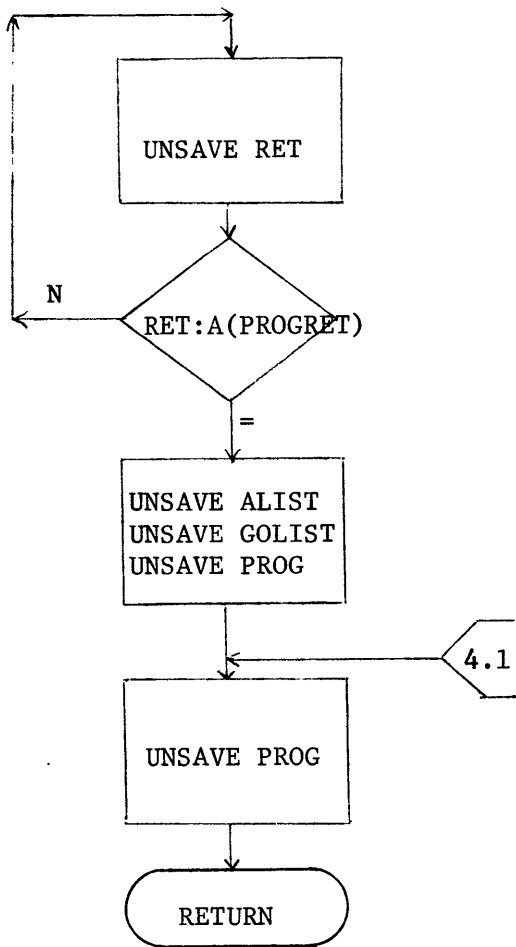 UNSAVE RET
N
RET:A(PROGRET)
=
UNSAVE ALIST
UNSAVE GOLIST
UNSAVE PROG
4.1
UNSAVE PROG
RETURN